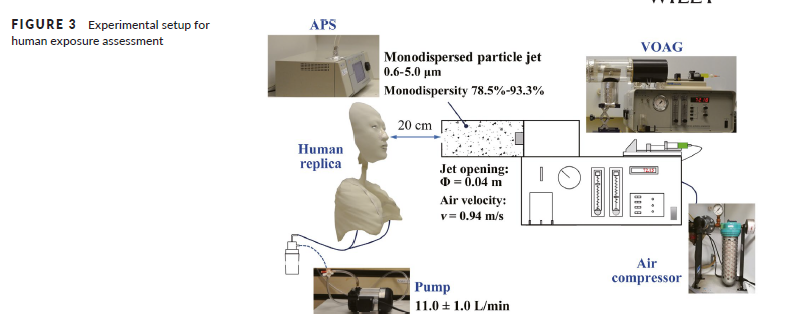 FIGURE 3 Experimental setup for
human exposure assessment
APS
Monodispersed particle jet
0.6-5.0 μm
Monodispersity 78.5%-93.3%
VOAG
20 cm
Human
replica
Jet opening:
Φ = 0.04 m
Air velocity:
v = 0.94 m/s
Air
compressor
Pump
11.0 ± 1.0 L/min